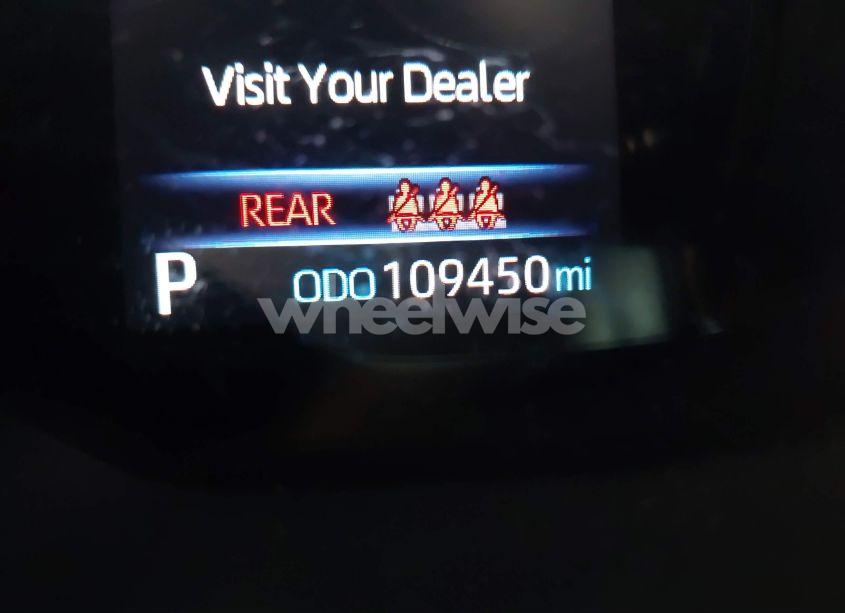 Visit Your Dealer
REAR
P ODO 109450 mi
wheelwise